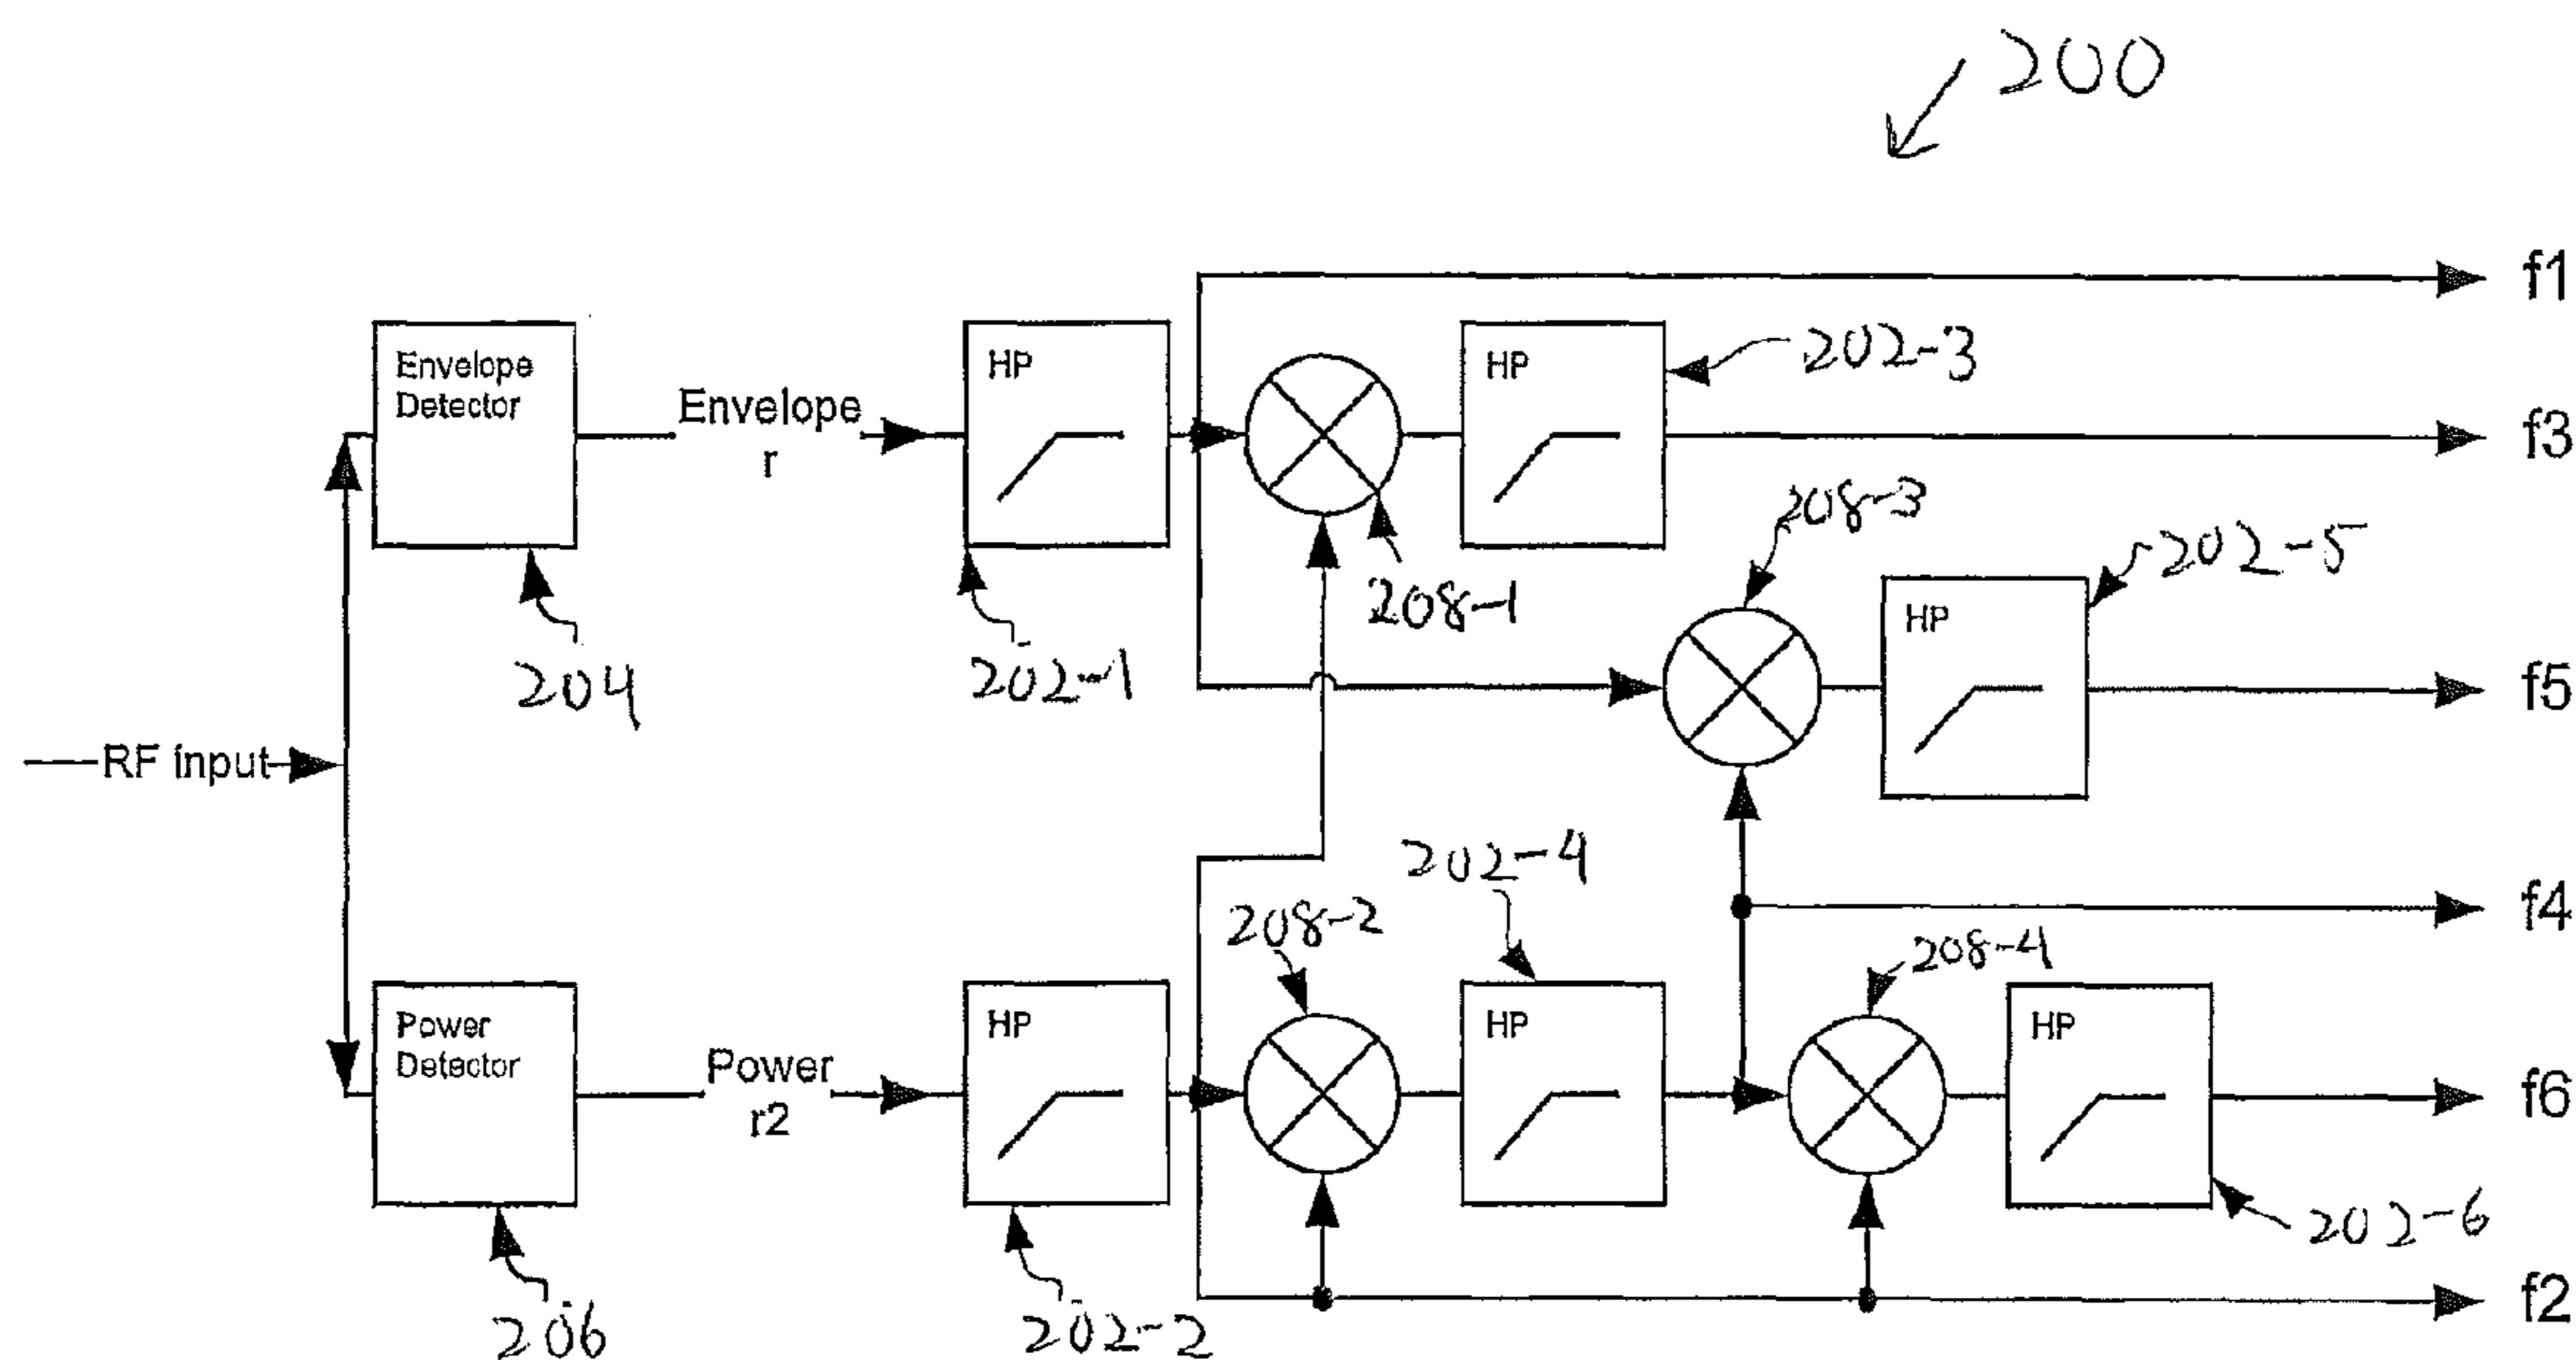 200
f1
Envelope
Detector
Envelope
r
HP
HP
202-3
f3
208-3
208-1
202-5
HP
204
202-1
f5
RF input
202-4
208-2
f4
208-4
Power
Detector
Power
r2
HP
HP
HP
f6
202-6
206
202-2
f2